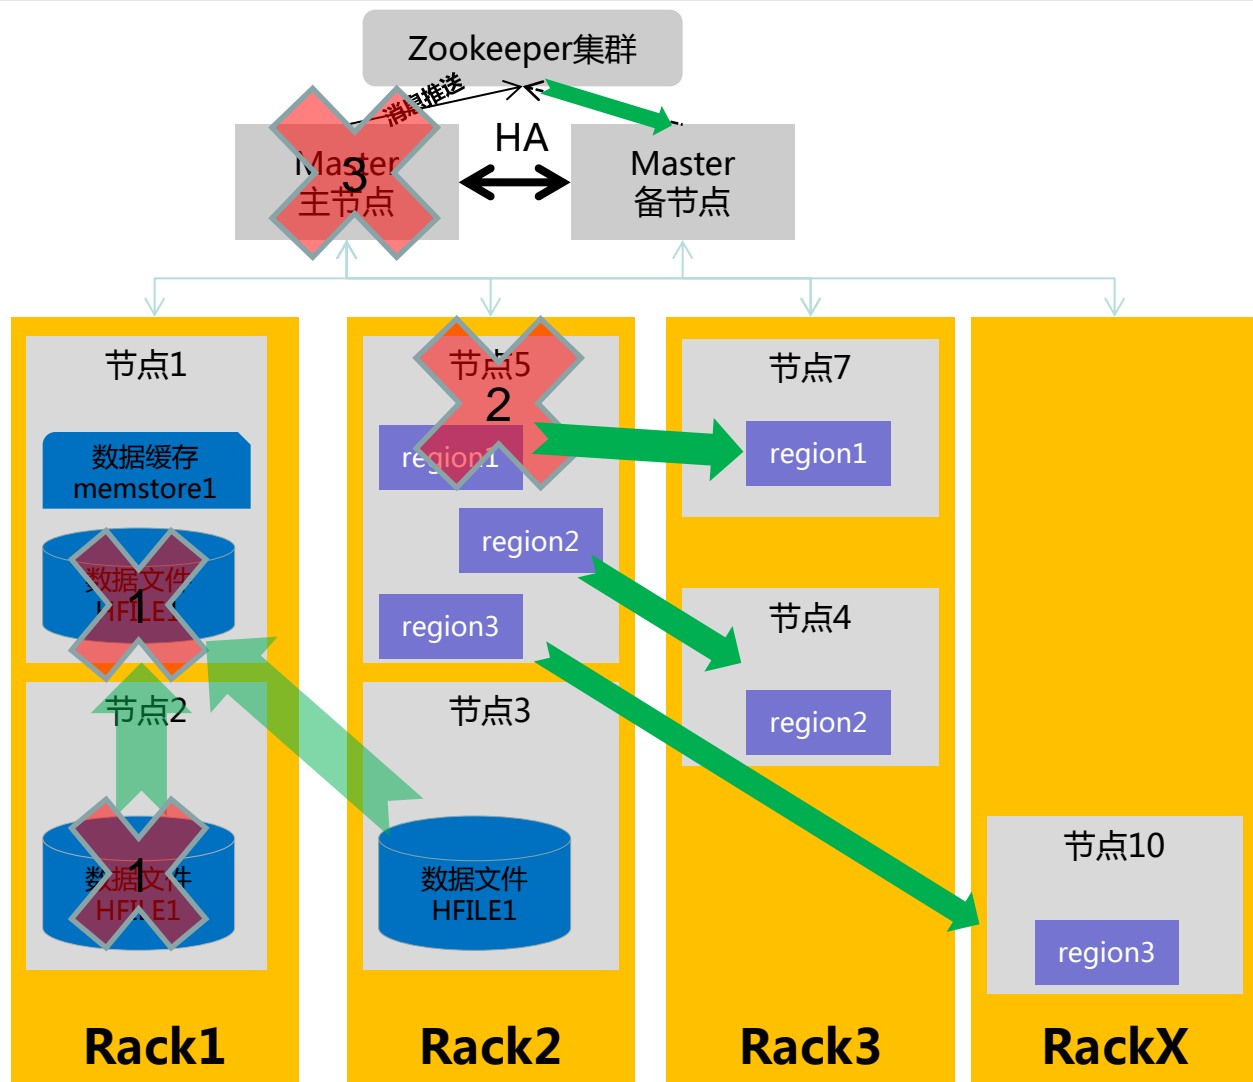 Zookeeper集群
消息推送
HA
Master
主节点
3
Master
备节点
节点1
数据缓存
memstore1
数据文件
HFILE1
1
节点2
数据文件
HFILE1
1
Rack1
节点5
2
region1
region2
region3
节点3
数据文件
HFILE1
Rack2
节点7
region1
节点4
region2
Rack3
节点10
region3
RackX